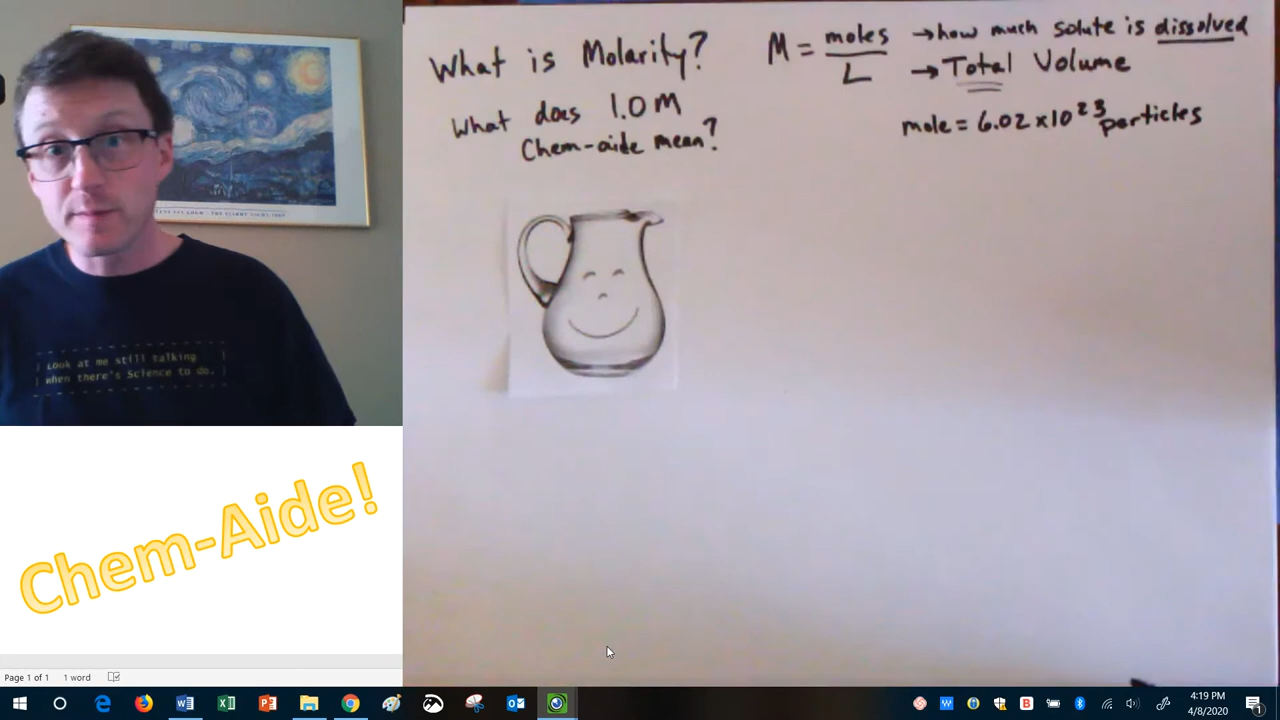 What is Molarity?
What does 1.0 M
Chem-aide mean?
M = moles / L
→ how much solute is dissolved
→ Total Volume
mole = 6.02 x 10²³ particles
Look at me still talking
when there's Science to do.
Chem-Aide!
Page 1 of 1 1 word
4:19 PM
4/8/2020